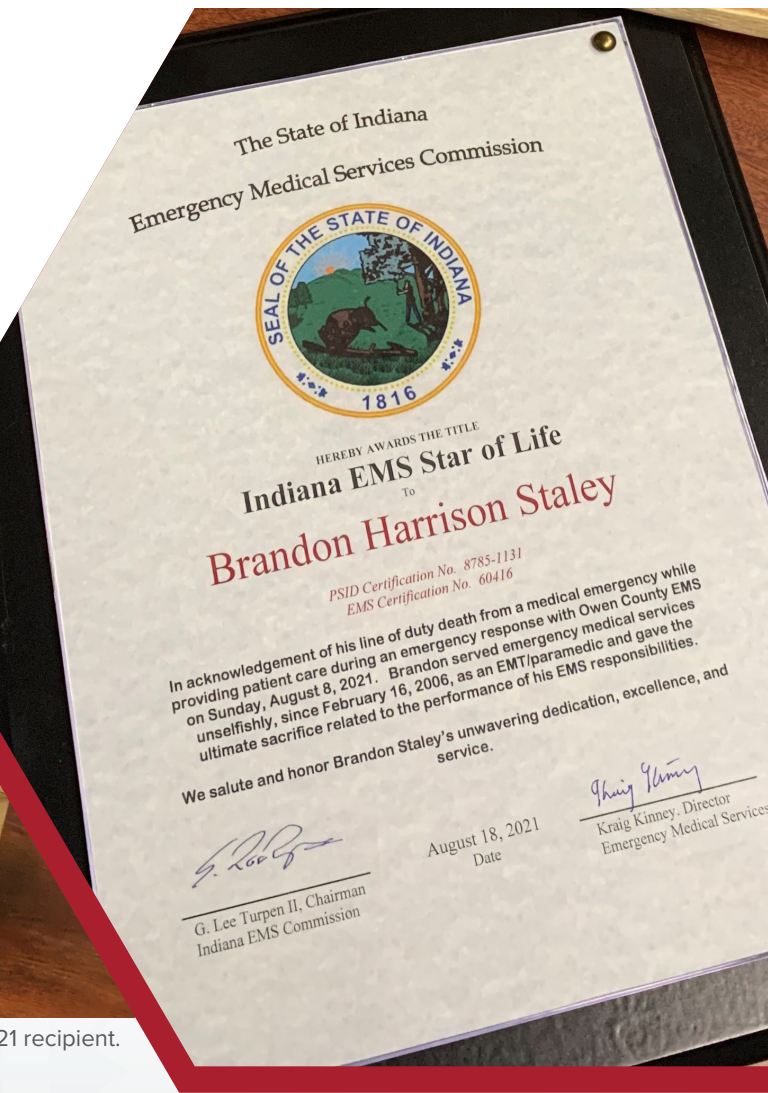 The State of Indiana
Emergency Medical Services Commission
SEAL OF THE STATE OF INDIANA
1816
HEREBY AWARDS THE TITLE
Indiana EMS Star of Life
To
Brandon Harrison Staley
PSID Certification No. 8785-1131
EMS Certification No. 60416
In acknowledgement of his line of duty death from a medical emergency while
providing patient care during an emergency response with Owen County EMS
on Sunday, August 8, 2021. Brandon served emergency medical services
unselfishly, since February 16, 2006, as an EMT/paramedic and gave the
ultimate sacrifice related to the performance of his EMS responsibilities.
We salute and honor Brandon Staley's unwavering dedication, excellence, and
service.
G. Lee Turpen II, Chairman
Indiana EMS Commission
August 18, 2021
Date
Kraig Kinney. Director
Emergency Medical Services
21 recipient.